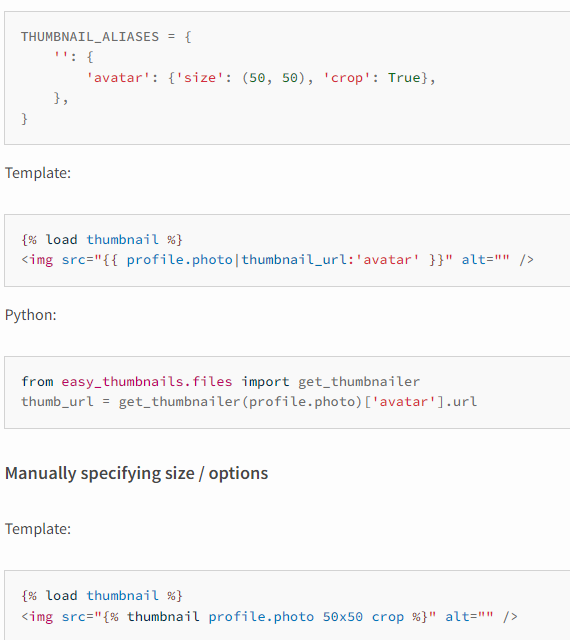 THUMBNAIL_ALIASES = {
    '': {
        'avatar': {'size': (50, 50), 'crop': True},
    },
}
Template:
{% load thumbnail %}
<img src="{{ profile.photo|thumbnail_url:'avatar' }}" alt="" />
Python:
from easy_thumbnails.files import get_thumbnailer
thumb_url = get_thumbnailer(profile.photo)['avatar'].url
Manually specifying size / options
Template:
{% load thumbnail %}
<img src="{% thumbnail profile.photo 50x50 crop %}" alt="" />